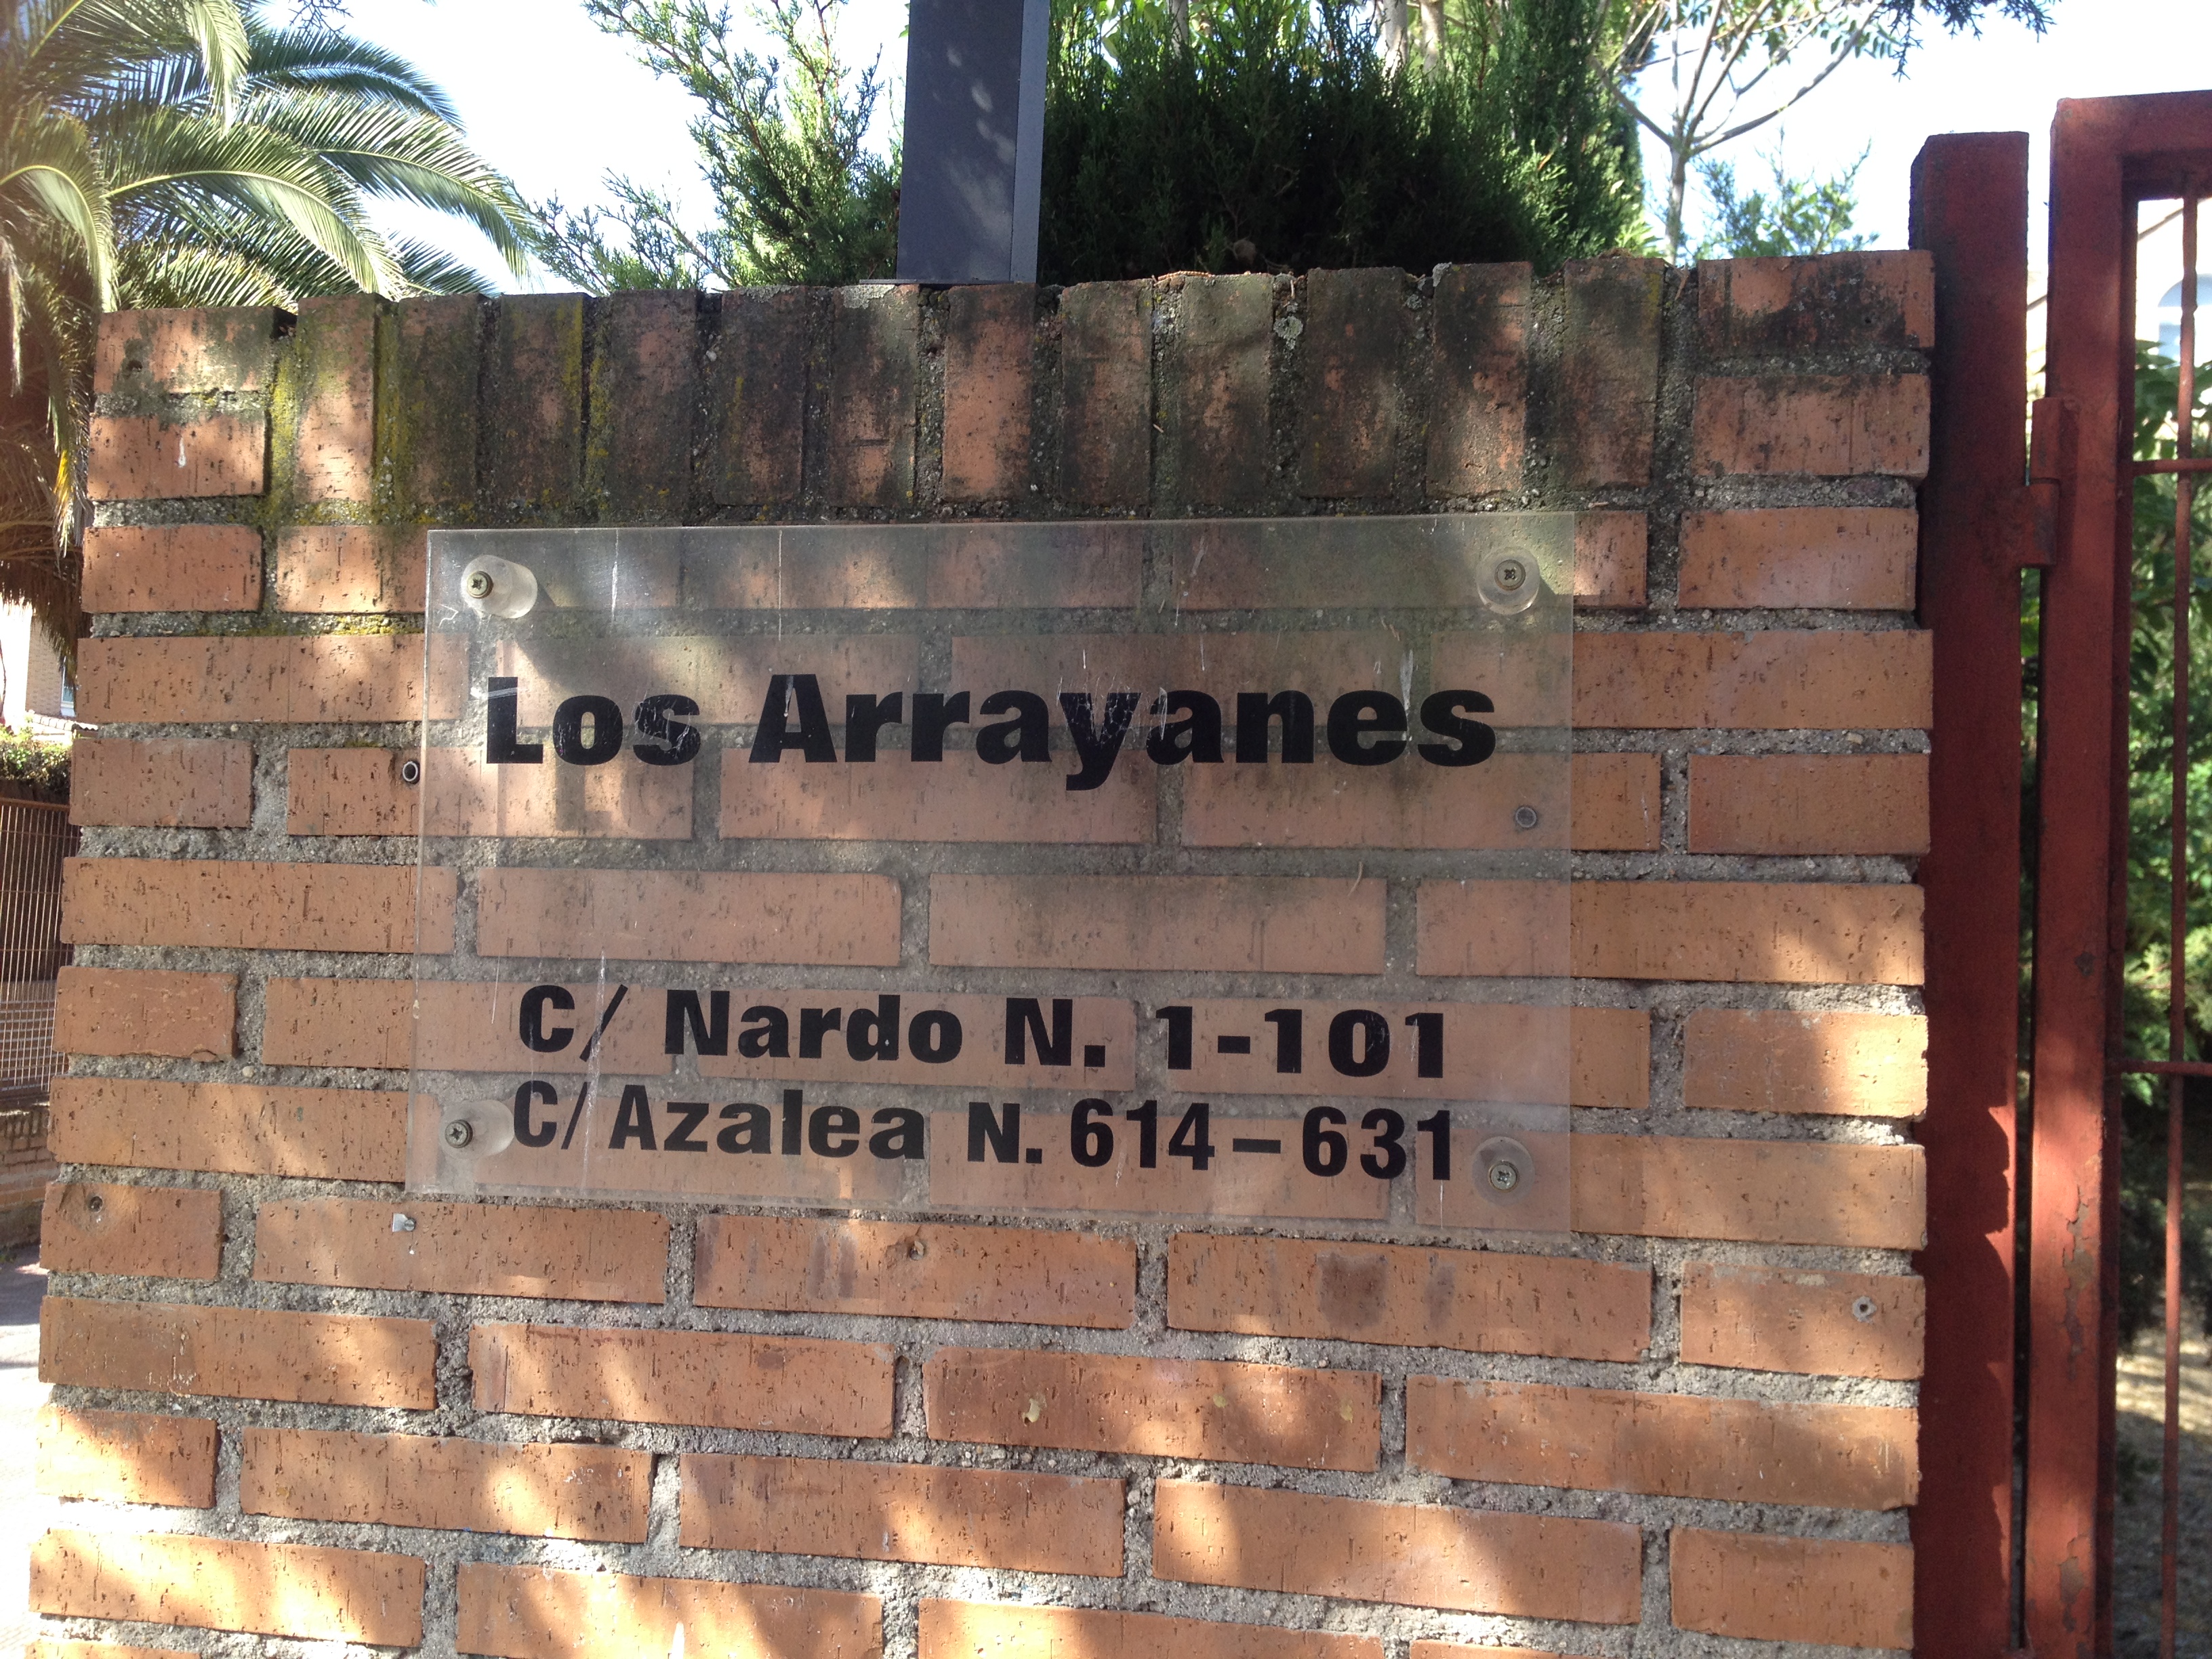 Los Arrayanes
C/ Nardo N. 1-101
C/ Azalea N. 614-631